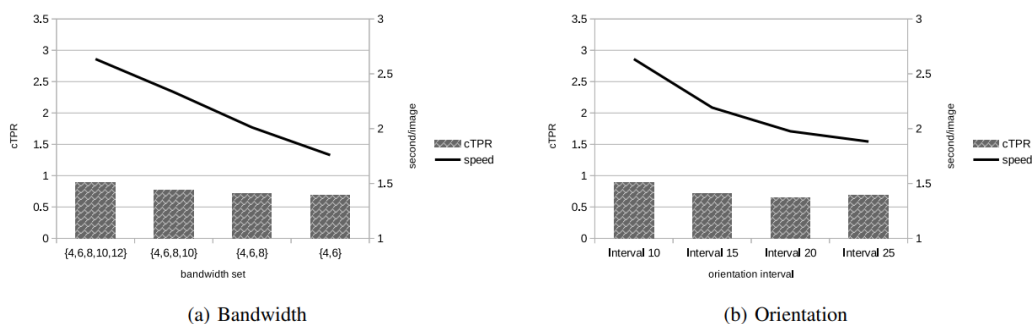 3.5
3
2.5
2
1.5
1
0.5
0
cTPR
3
2.5
2
1.5
1
second/image
cTPR
speed
{4,6,8,10,12} {4,6,8,10} {4,6,8} {4,6}
bandwidth set
(a) Bandwidth
3.5
3
2.5
2
1.5
1
0.5
0
cTPR
3
2.5
2
1.5
1
second/image
cTPR
speed
Interval 10 Interval 15 Interval 20 Interval 25
orientation interval
(b) Orientation